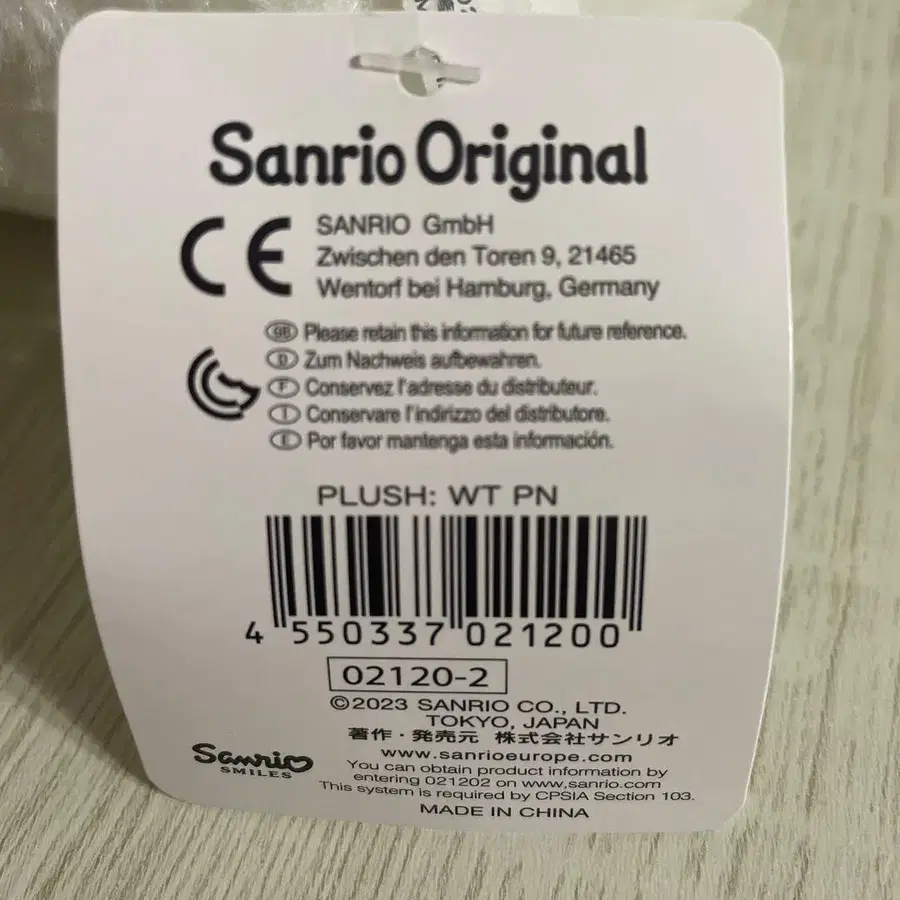 Sanrio Original
CE
SANRIO GmbH
Zwischen den Toren 9, 21465
Wentorf bei Hamburg, Germany
GB Please retain this information for future reference.
D Zum Nachweis aufbewahren.
F Conservez l'adresse du distributeur.
I Conservare l'indirizzo del distributore.
E Por favor mantenga esta información.
PLUSH: WT PN
4 550337 021200
02120-2
©2023 SANRIO CO., LTD.
TOKYO, JAPAN
著作・発売元 株式会社サンリオ
www.sanrioeurope.com
You can obtain product information by
entering 021202 on www.sanrio.com
This system is required by CPSIA Section 103.
MADE IN CHINA
Sanrio
SMILES